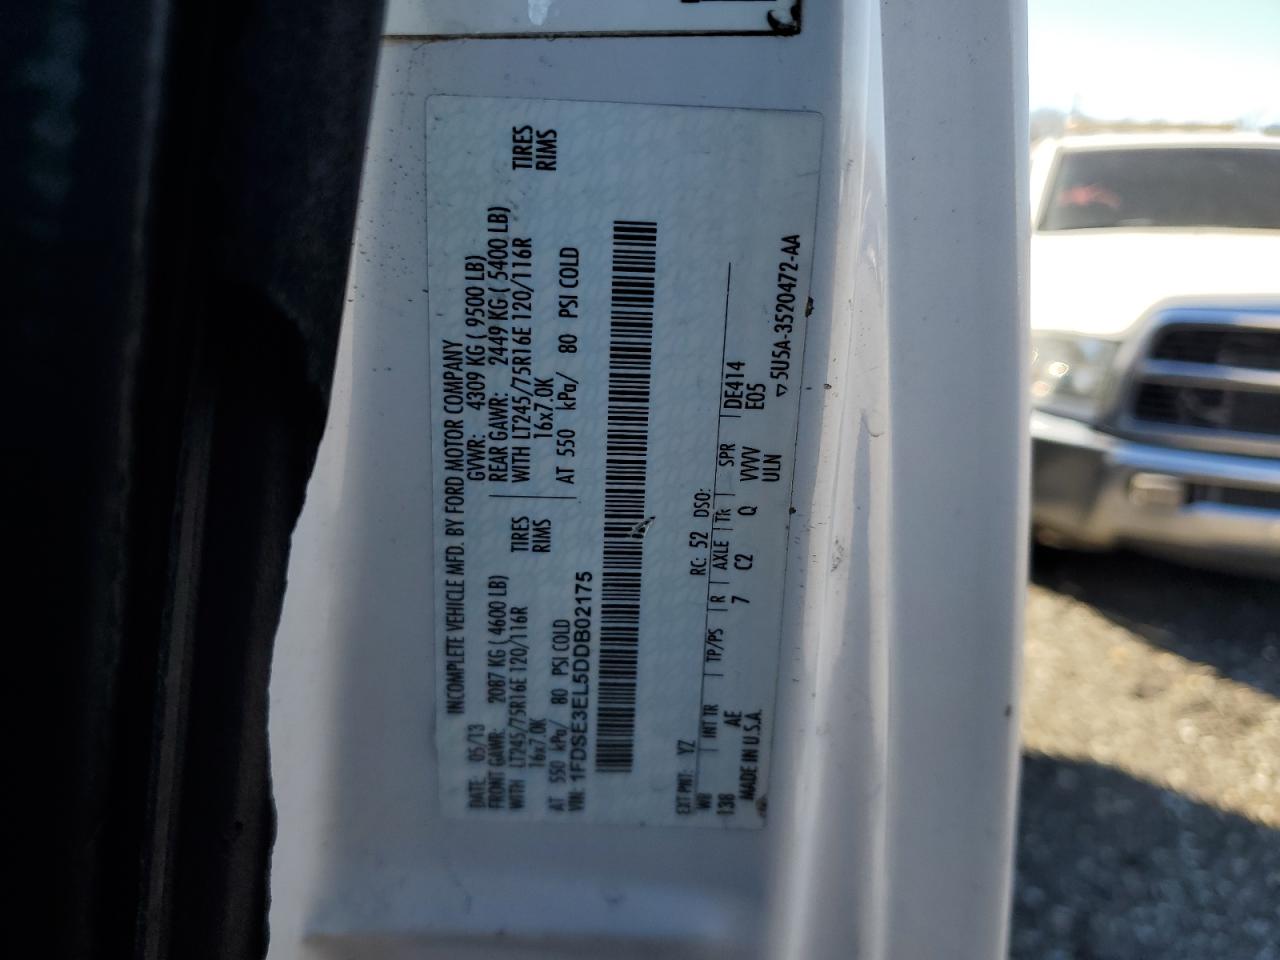 INCOMPLETE VEHICLE MFD. BY FORD MOTOR COMPANY
DATE: 05/13 GVWR: 4309 KG ( 9500 LB)
FRONT GAWR: 2087 KG ( 4600 LB) REAR GAWR: 2449 KG ( 5400 LB)
WITH LT245/75R16E 120/116R TIRES WITH LT245/75R16E 120/116R TIRES
16x7.0K RIMS 16x7.0K RIMS
AT 550 kPa/ 80 PSI COLD AT 550 kPa/ 80 PSI COLD
VIN: 1FDSE3EL5DDB02175
EXT PNT: YZ RC: 52 DSO:
WB INT TR TP/PS R AXLE TR SPR DE414
138 AE 7 C2 Q VVVV E05
MADE IN U.S.A. ULN
▽5U5A-3520472-AA